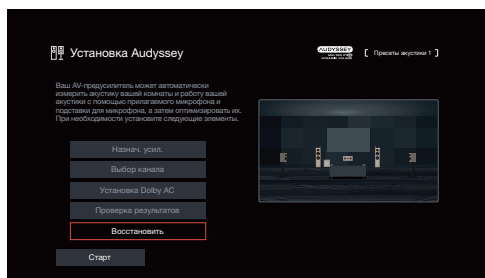 Установка Audyssey
AUDYSSEY
[ Пресеты акустики 1 ]
Ваш AV-предусилитель может автоматически
измерить акустику вашей комнаты и работу вашей
акустики с помощью прилагаемого микрофона и
подставки для микрофона, а затем оптимизировать их.
При необходимости установите следующие элементы.
Назнач. усил.
Выбор канала
Установка Dolby AC
Проверка результатов
Восстановить
Старт